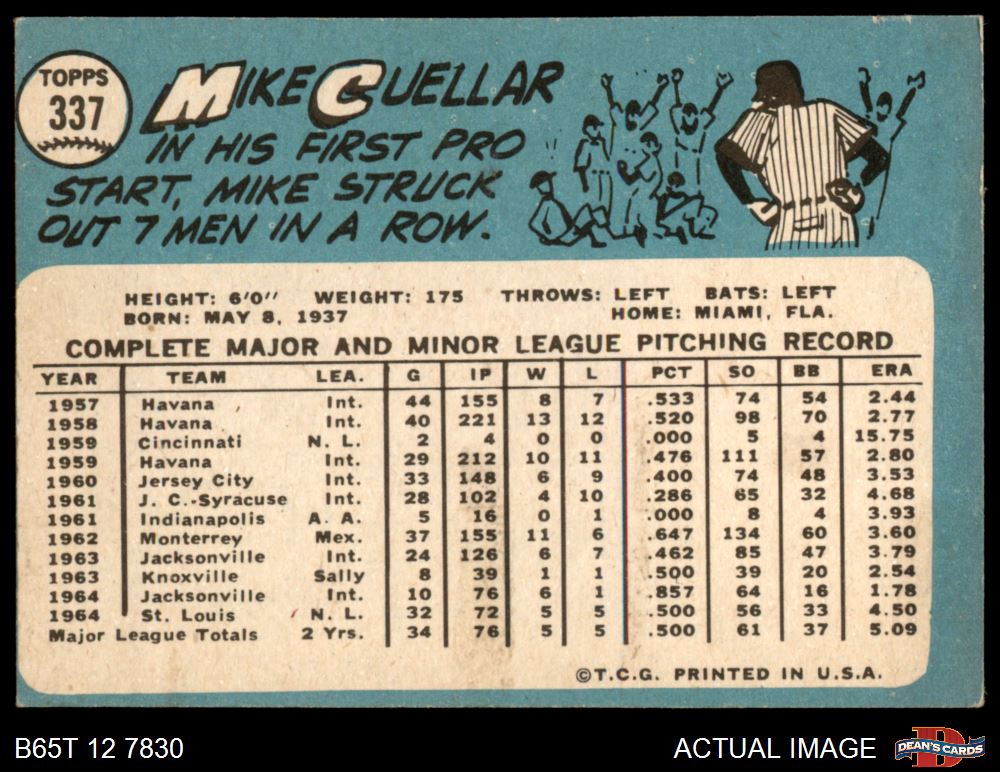 TOPPS
337
MIKE CUELLAR
IN HIS FIRST PRO
START, MIKE STRUCK
OUT 7 MEN IN A ROW.
HEIGHT: 6'0" WEIGHT: 175 THROWS: LEFT BATS: LEFT
BORN: MAY 8, 1937 HOME: MIAMI, FLA.
COMPLETE MAJOR AND MINOR LEAGUE PITCHING RECORD
YEAR TEAM LEA. G IP W L PCT SO BB ERA
1957 Havana Int. 44 155 8 7 .533 74 54 2.44
1958 Havana Int. 40 221 13 12 .520 98 70 2.77
1959 Cincinnati N. L. 2 4 0 0 .000 5 4 15.75
1959 Havana Int. 29 212 10 11 .476 111 57 2.80
1960 Jersey City Int. 33 148 6 9 .400 74 48 3.53
1961 J. C.-Syracuse Int. 28 102 4 10 .286 65 32 4.68
1961 Indianapolis A. A. 5 16 0 1 .000 8 4 3.93
1962 Monterrey Mex. 37 155 11 6 .647 134 60 3.60
1963 Jacksonville Int. 24 126 6 7 .462 85 47 3.79
1963 Knoxville Sally 8 39 1 1 .500 39 20 2.54
1964 Jacksonville Int. 10 76 6 1 .857 64 16 1.78
1964 St. Louis N. L. 32 72 5 5 .500 56 33 4.50
Major League Totals 2 Yrs. 34 76 5 5 .500 61 37 5.09
©T.C.G. PRINTED IN U.S.A.
B65T 12 7830 ACTUAL IMAGE D DEAN'S CARDS